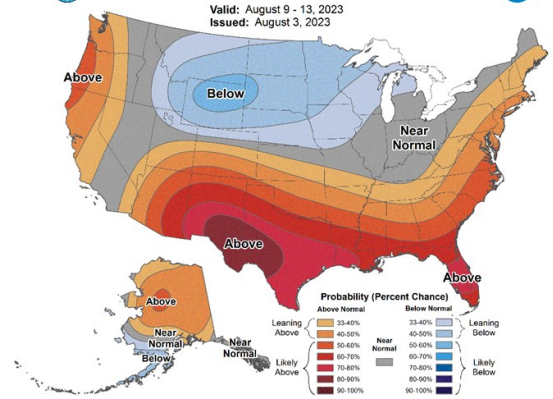 Valid: August 9 - 13, 2023
Issued: August 3, 2023
Above
Below
Near
Normal
Above
Above
Above
Near
Normal
Below
Near
Normal
Probability (Percent Chance)
Above Normal
Below Normal
Leaning
Above
33-40%
40-50%
Likely
Above
50-60%
60-70%
70-80%
80-90%
90-100%
Near
Normal
33-40%
40-50%
Leaning
Below
50-60%
60-70%
70-80%
80-90%
90-100%
Likely
Below